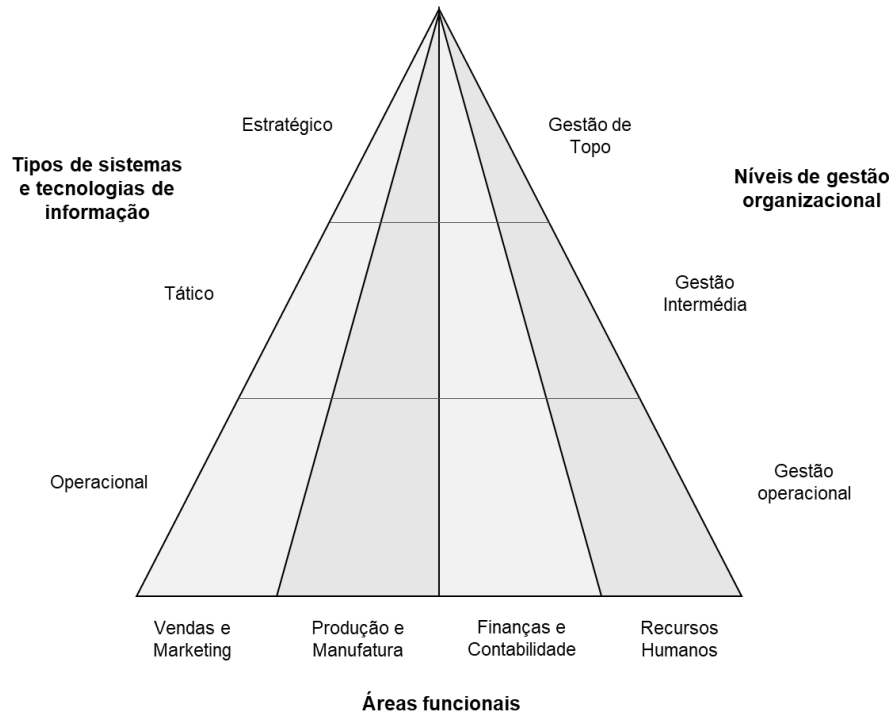 Estratégico
Gestão de
Topo
Tipos de sistemas
e tecnologias de
informação
Níveis de gestão
organizacional
Tático
Gestão
Intermédia
Operacional
Gestão
operacional
Vendas e
Marketing
Produção e
Manufatura
Finanças e
Contabilidade
Recursos
Humanos
Áreas funcionais